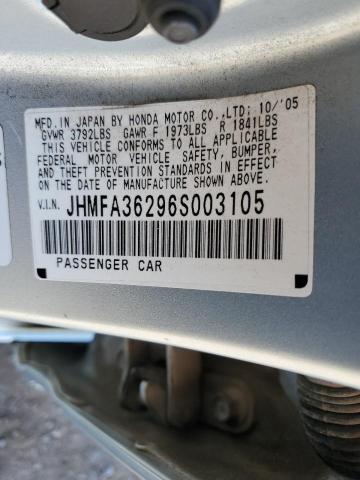 MFD. IN JAPAN BY HONDA MOTOR CO., LTD: 10/'05
GVWR 3792LBS GAWR F 1973LBS R 1841LBS
THIS VEHICLE CONFORMS TO ALL APPLICABLE
FEDERAL MOTOR VEHICLE SAFETY, BUMPER,
AND THEFT PREVENTION STANDARDS IN EFFECT
ON THE DATE OF MANUFACTURE SHOWN ABOVE.
V.I.N. JHMFA36296S003105
PASSENGER CAR